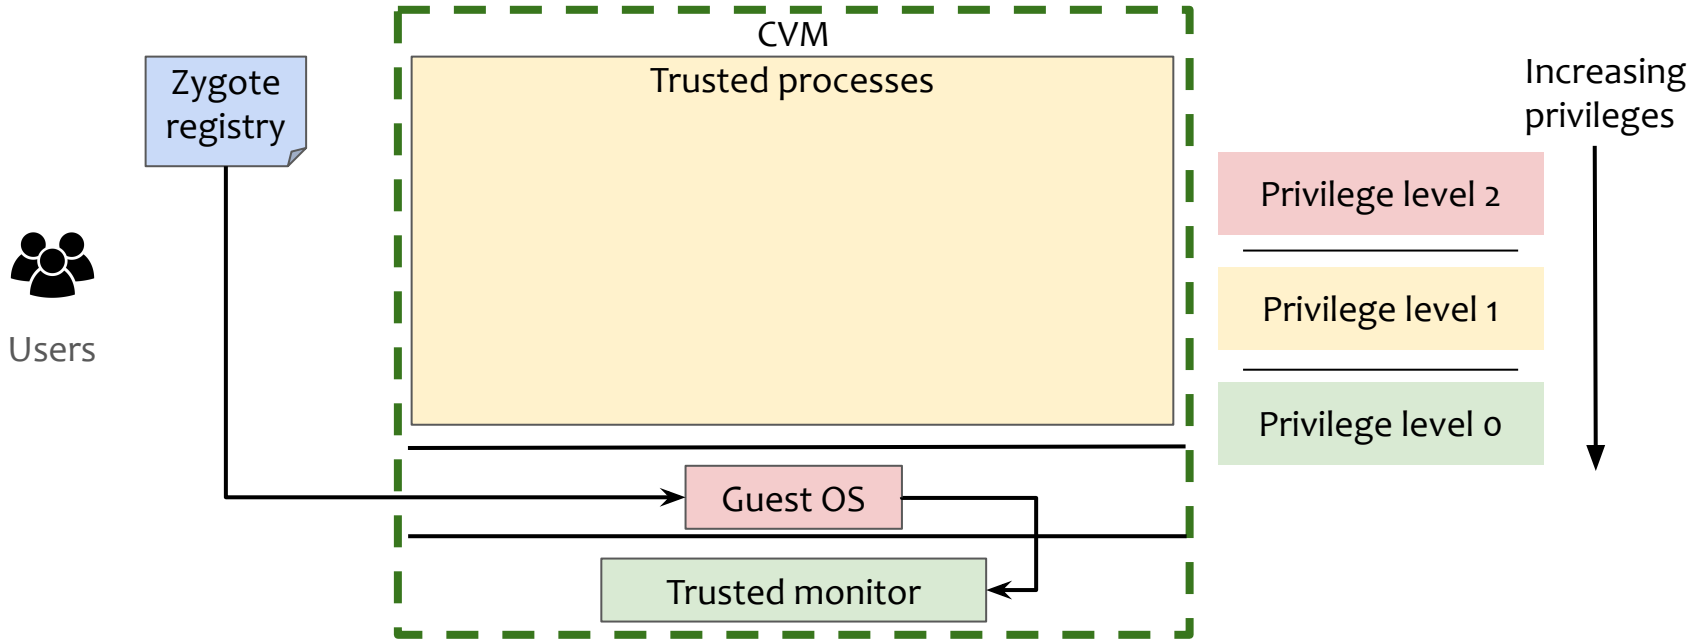 CVM
Zygote
registry
Trusted processes
Increasing
privileges
Privilege level 2
Privilege level 1
Privilege level 0
Users
Guest OS
Trusted monitor